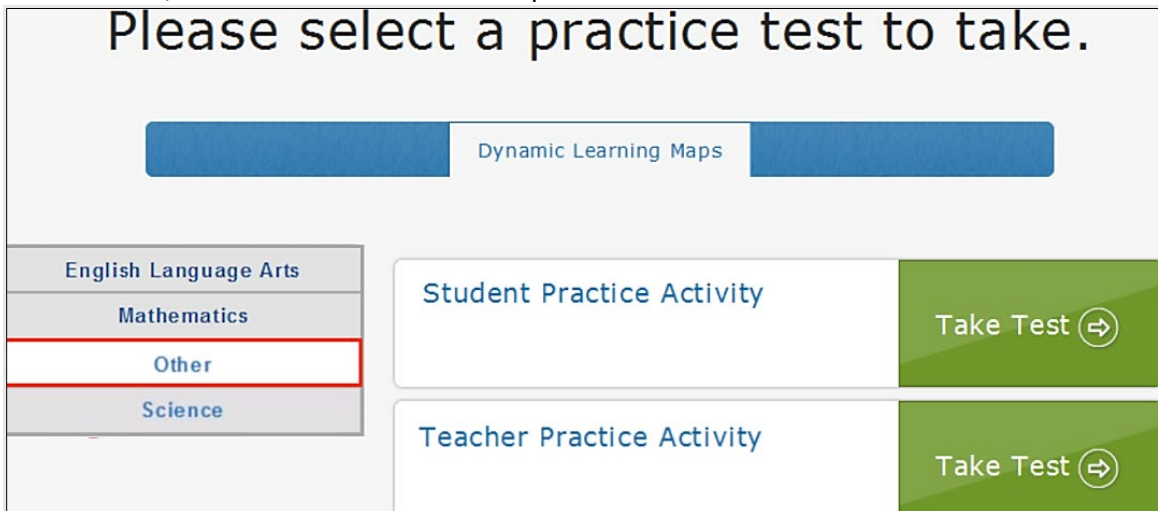 Please select a practice test to take.
Dynamic Learning Maps
English Language Arts
Mathematics
Other
Science
Student Practice Activity
Take Test
Teacher Practice Activity
Take Test